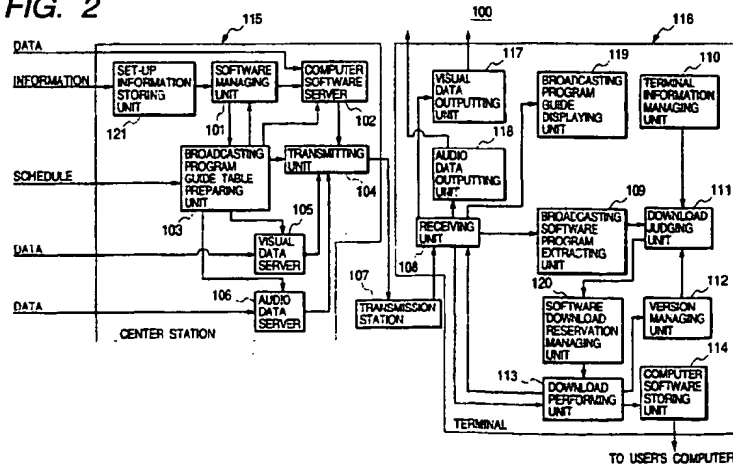 FIG. 2
100
115
116
DATA
INFORMATION
SET-UP
INFORMATION
STORING
UNIT
121
SOFTWARE
MANAGING
UNIT
101
COMPUTER
SOFTWARE
SERVER
102
SCHEDULE
BROADCASTING
PROGRAM
GUIDE TABLE
PREPARING
UNIT
103
TRANSMITTING
UNIT
104
DATA
105
VISUAL
DATA
SERVER
DATA
106
AUDIO
DATA
SERVER
CENTER STATION
107
TRANSMISSION
STATION
117
VISUAL
DATA
OUTPUTTING
UNIT
118
AUDIO
DATA
OUTPUTTING
UNIT
RECEIVING
UNIT
108
119
BROADCASTING
PROGRAM
GUIDE
DISPLAYING
UNIT
110
TERMINAL
INFORMATION
MANAGING
UNIT
109
BROADCASTING
SOFTWARE
PROGRAM
EXTRACTING
UNIT
111
DOWNLOAD
JUDGING
UNIT
120
SOFTWARE
DOWNLOAD
RESERVATION
MANAGING
UNIT
112
VERSION
MANAGING
UNIT
113
DOWNLOAD
PERFORMING
UNIT
114
COMPUTER
SOFTWARE
STORING
UNIT
TERMINAL
TO USER'S COMPUTER